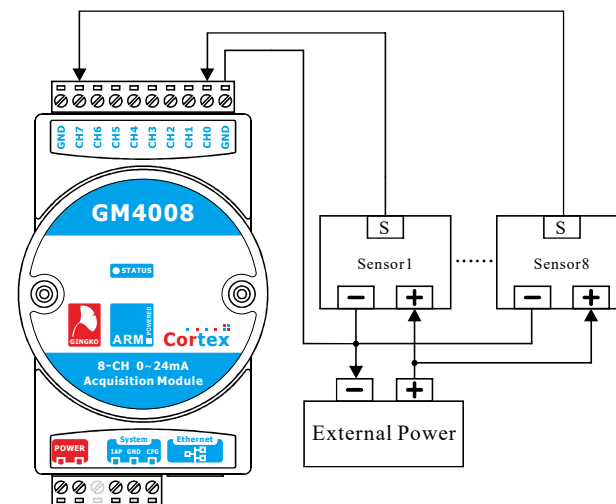 GND CH7 CH6 CH5 CH4 CH3 CH2 CH1 CH0 GND
GM4008
STATUS
GINGKO
ARM POWERED
Cortex
8-CH 0~24mA
Acquisition Module
POWER
System
IAP GND CFG
Ethernet
S
Sensor1
- +
......
S
Sensor8
- +
- +
External Power